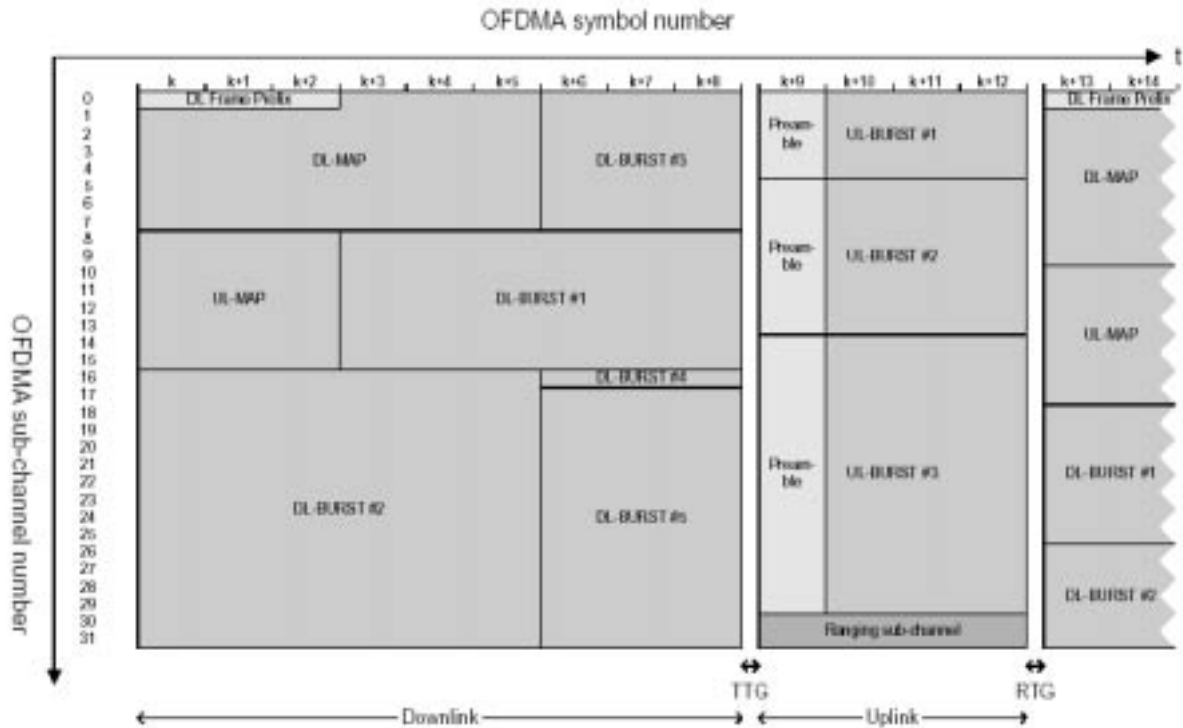 OFDMA symbol number
t
k k+1 k+2 k+3 k+4 k+5 k+6 k+7 k+8 k+9 k+10 k+11 k+12 k+13 k+14
OFDMA sub-channel number
0
1
2
3
4
5
6
7
8
9
10
11
12
13
14
15
16
17
18
19
20
21
22
23
24
25
26
27
28
29
30
31
DL Frame Prefix
DL-MAP
DL-BURST #3
UL-MAP
DL-BURST #1
DL-BURST #2
DL-BURST #4
DL-BURST #5
Pream-
ble
UL-BURST #1
Pream-
ble
UL-BURST #2
Pream-
ble
UL-BURST #3
Ranging sub-channel
DL Frame Prefix
DL-MAP
UL-MAP
DL-BURST #1
DL-BURST #2
TTG
RTG
Downlink
Uplink